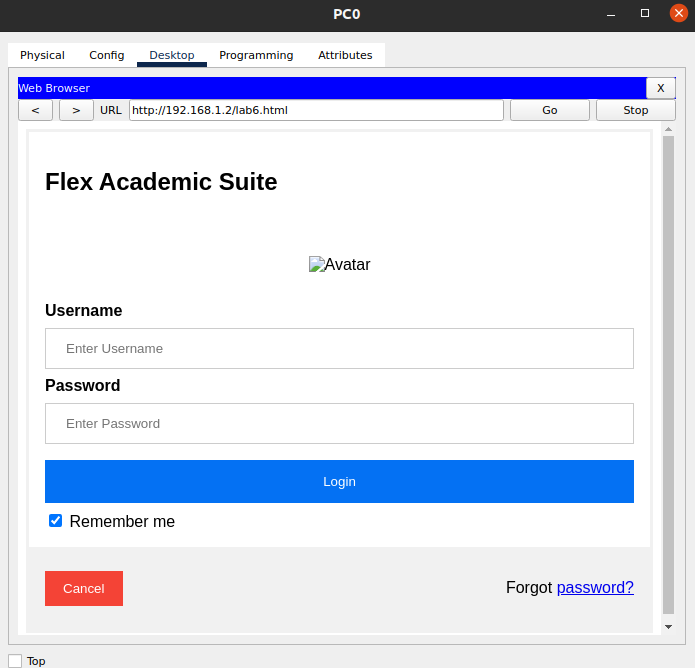 PC0
Physical Config Desktop Programming Attributes
Web Browser X
< > URL http://192.168.1.2/lab6.html Go Stop
Flex Academic Suite
Avatar
Username
Enter Username
Password
Enter Password
Login
Remember me
Cancel Forgot password?
Top